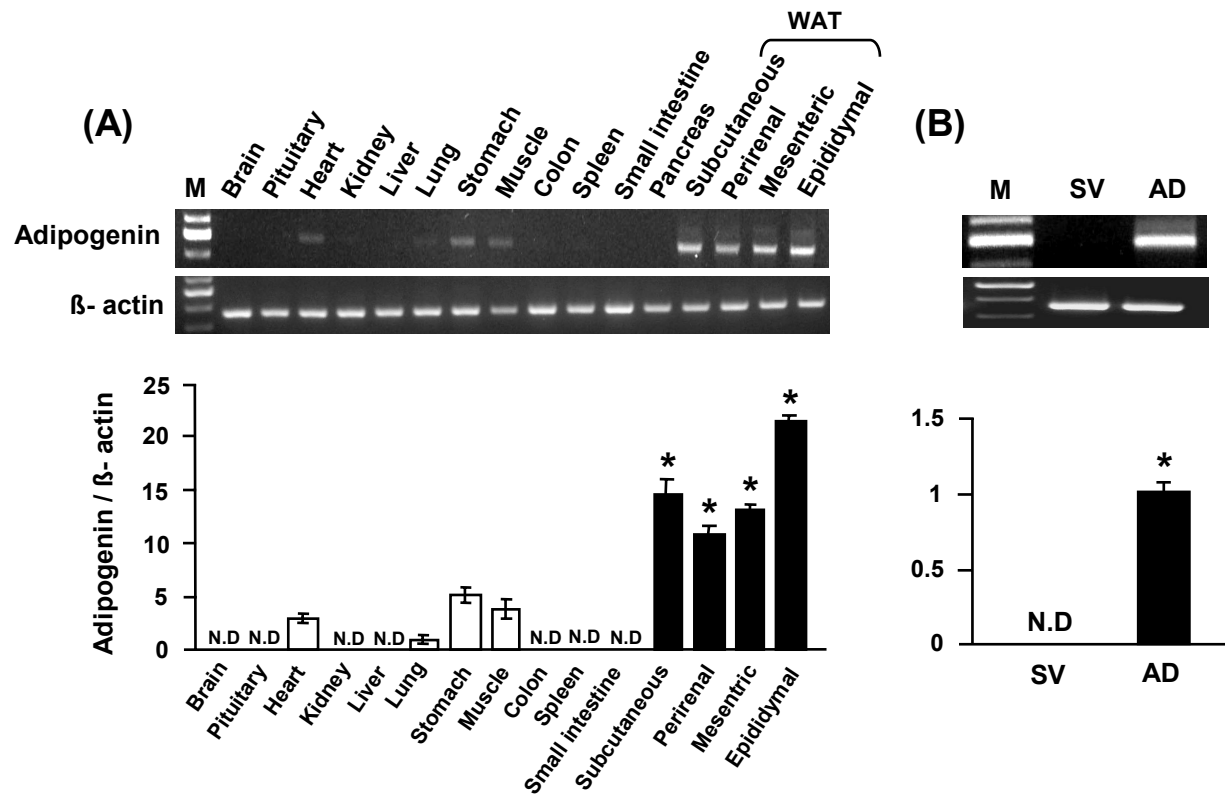 WAT
(A)
(B)
Brain
Pituitary
Heart
Kidney
Liver
Lung
Stomach
Muscle
Colon
Spleen
Small intestine
Pancreas
Subcutaneous
Perirenal
Mesenteric
Epididymal
M
M SV AD
Adipogenin
ß- actin
Adipogenin / ß- actin
25
20
15
10
5
0
N.D N.D N.D N.D N.D N.D N.D
* * * *
Brain
Pituitary
Heart
Kidney
Liver
Lung
Stomach
Muscle
Colon
Spleen
Small intestine
Subcutaneous
Perirenal
Mesentric
Epididymal
1.5
1
0.5
0
N.D
*
SV AD